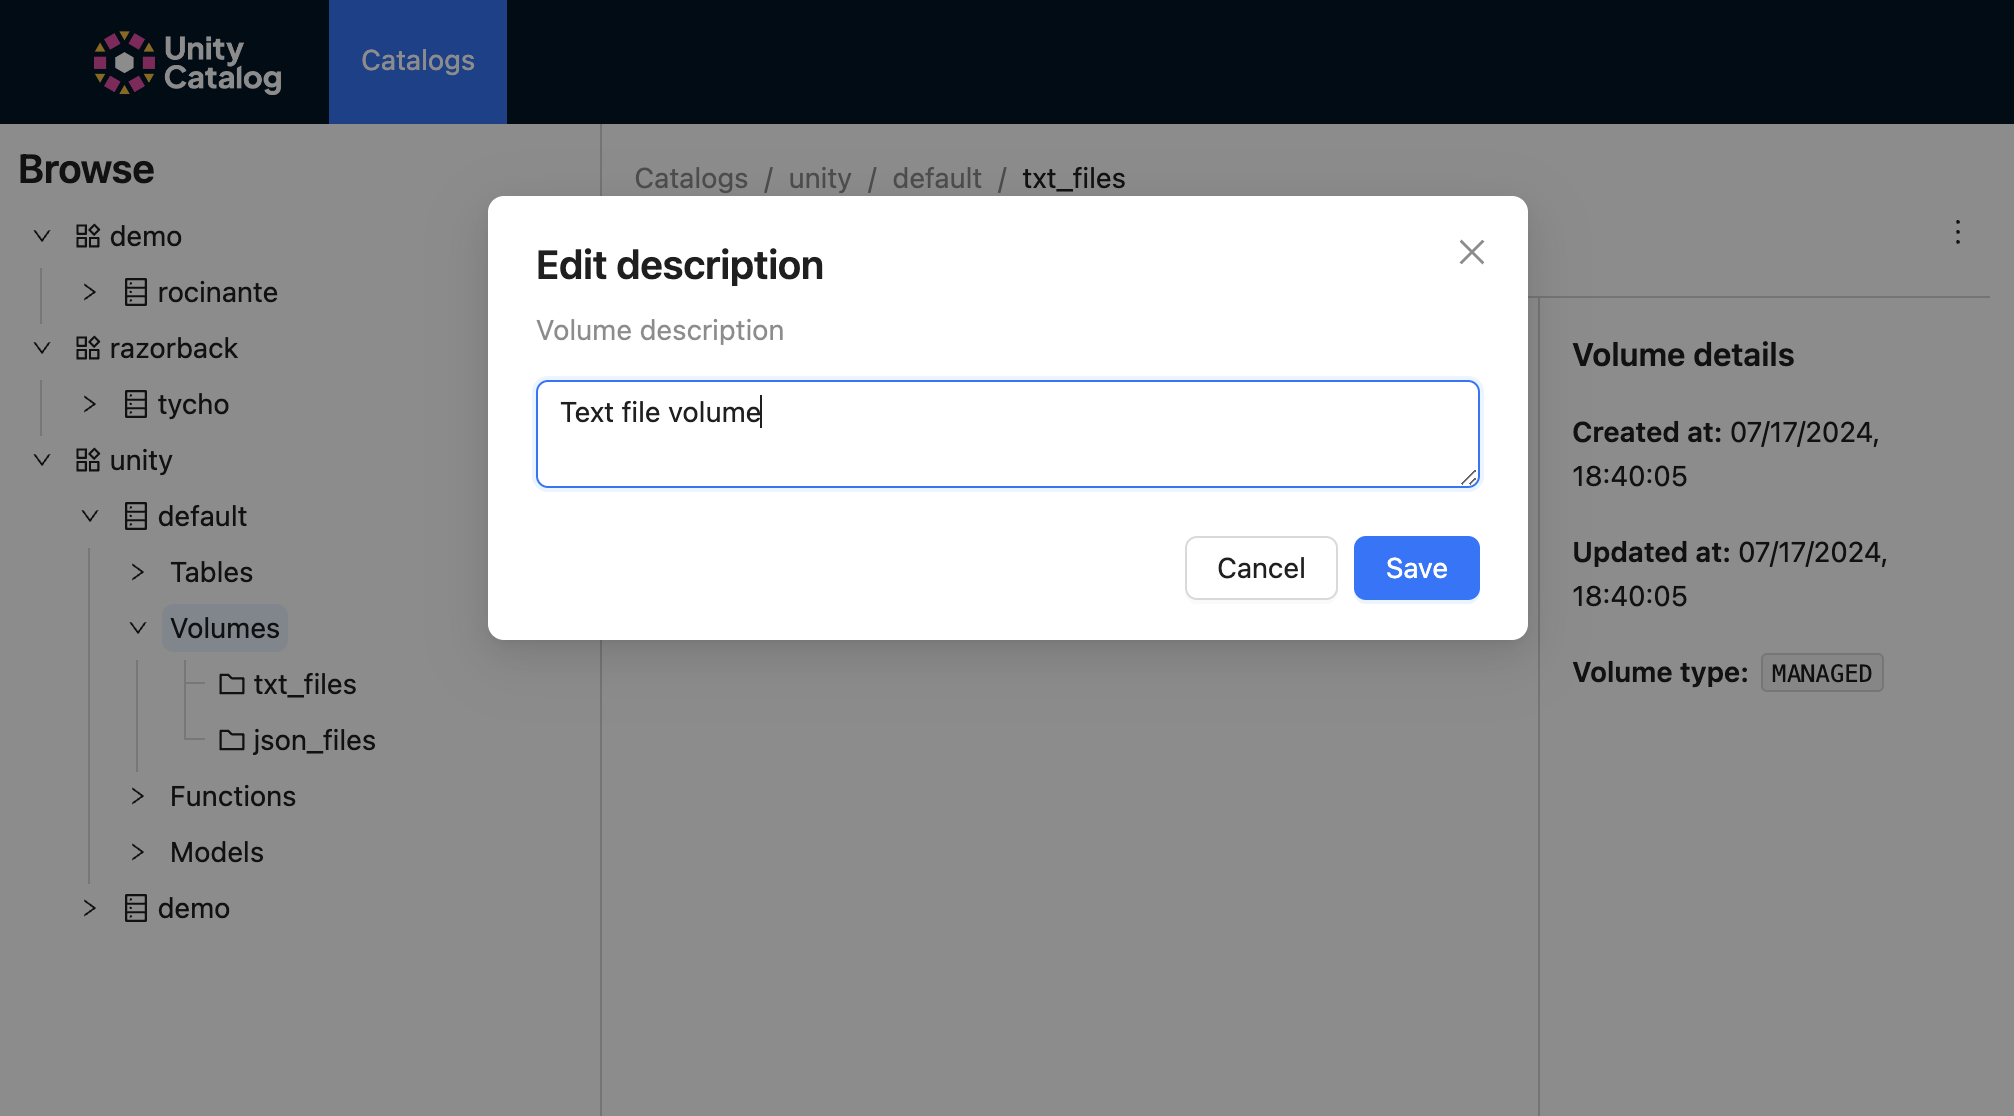 Unity
Catalog
Catalogs
Browse
demo
rocinante
razorback
tycho
unity
default
Tables
Volumes
txt_files
json_files
Functions
Models
demo
Catalogs / unity / default / txt_files
Edit description
Volume description
Text file volume
Cancel
Save
Volume details
Created at: 07/17/2024,
18:40:05
Updated at: 07/17/2024,
18:40:05
Volume type: MANAGED